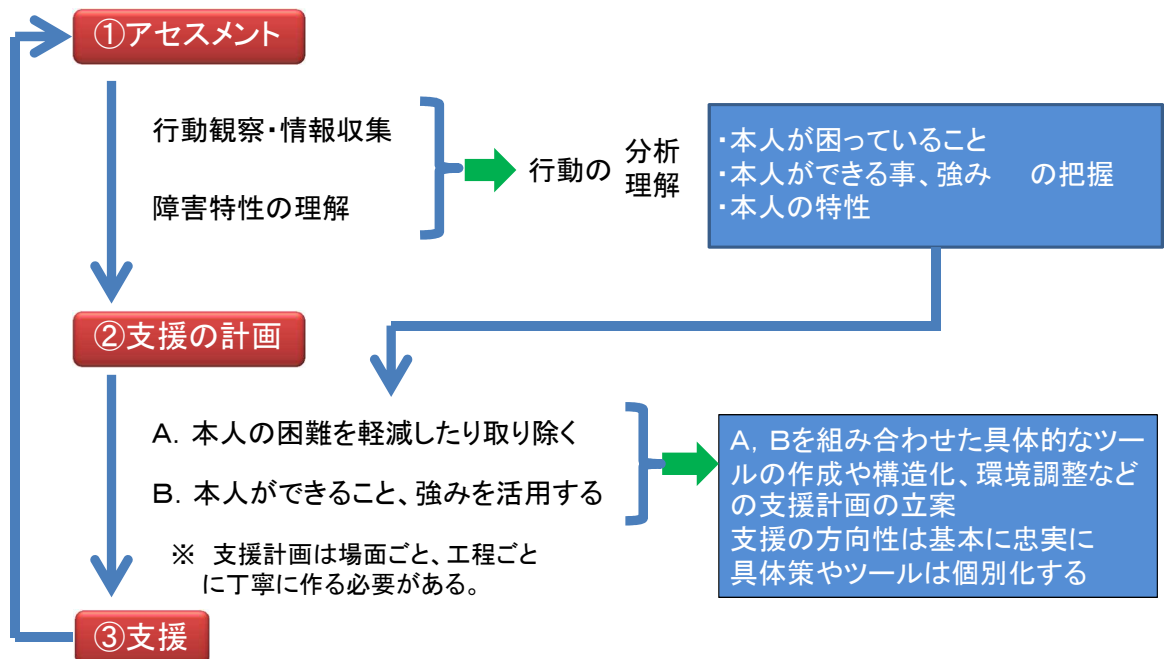 ①アセスメント
行動観察・情報収集
障害特性の理解
行動の
分析
理解
・本人が困っていること
・本人ができる事、強み　の把握
・本人の特性
②支援の計画
A. 本人の困難を軽減したり取り除く
B. 本人ができること、強みを活用する
※ 支援計画は場面ごと、工程ごと
に丁寧に作る必要がある。
A, Bを組み合わせた具体的なツー
ルの作成や構造化、環境調整など
の支援計画の立案
支援の方向性は基本に忠実に
具体策やツールは個別化する
③支援